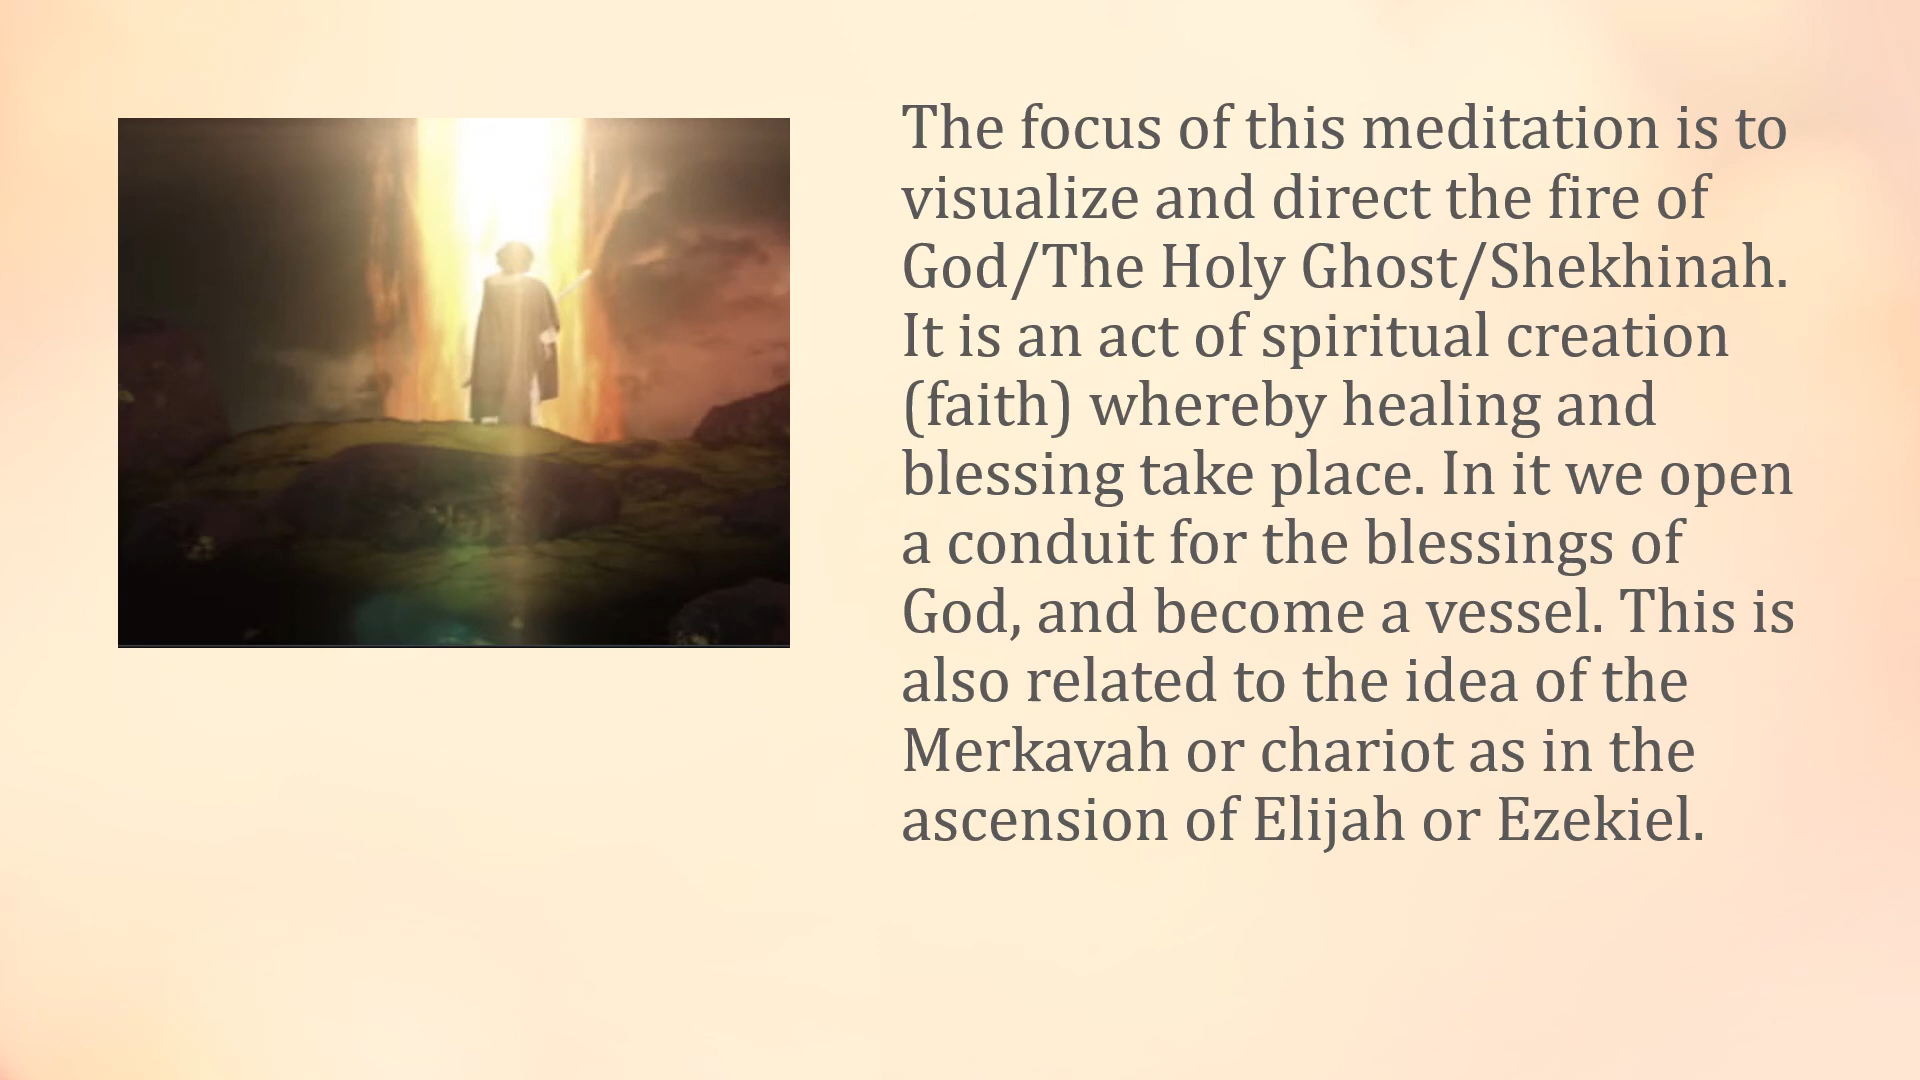 The focus of this meditation is to
visualize and direct the fire of
God/The Holy Ghost/Shekhinah.
It is an act of spiritual creation
(faith) whereby healing and
blessing take place. In it we open
a conduit for the blessings of
God, and become a vessel. This is
also related to the idea of the
Merkavah or chariot as in the
ascension of Elijah or Ezekiel.